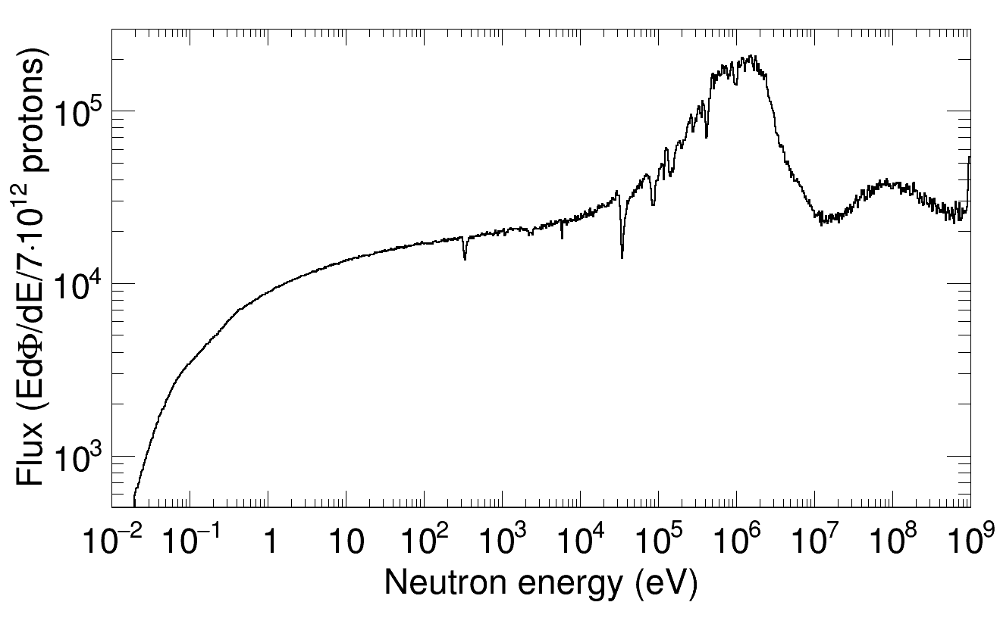 Flux (EdΦ/dE/7·10¹² protons)
10⁵
10⁴
10³
10⁻² 10⁻¹ 1 10 10² 10³ 10⁴ 10⁵ 10⁶ 10⁷ 10⁸ 10⁹
Neutron energy (eV)